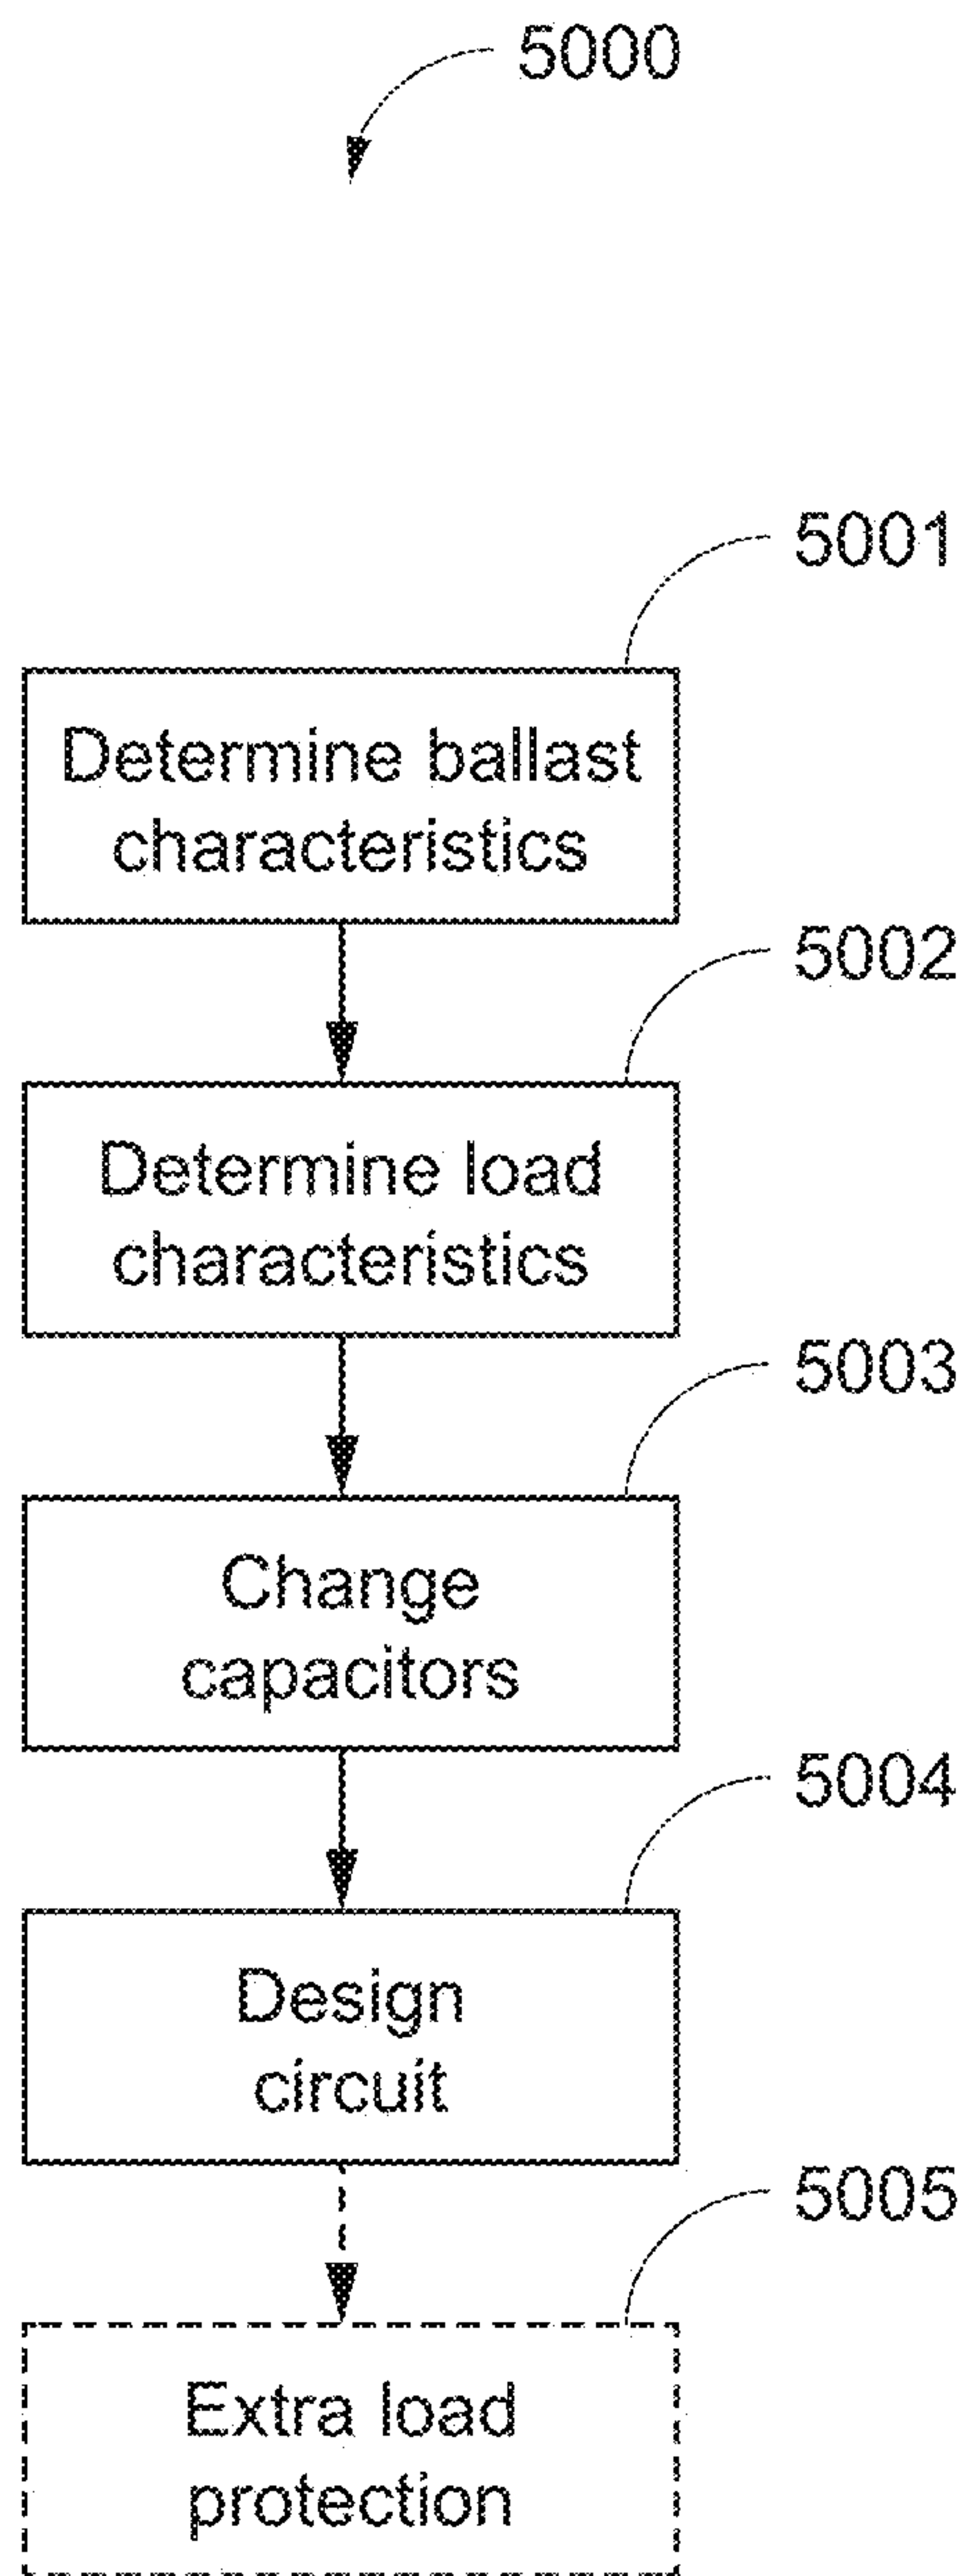 5000
5001
Determine ballast
characteristics
5002
Determine load
characteristics
5003
Change
capacitors
5004
Design
circuit
5005
Extra load
protection